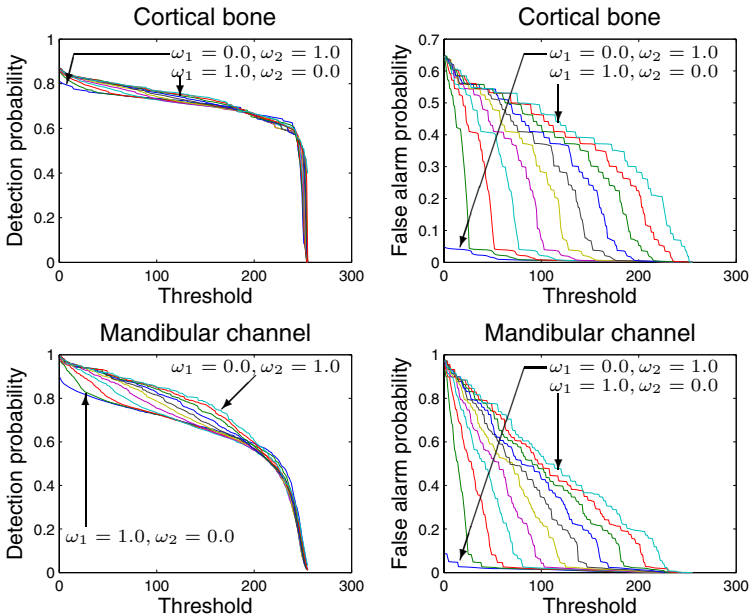 Cortical bone
1
0.8
0.6
0.4
0.2
0
0 100 200 300
Detection probability
Threshold
ω₁ = 0.0, ω₂ = 1.0
ω₁ = 1.0, ω₂ = 0.0
Cortical bone
0.7
0.6
0.5
0.4
0.3
0.2
0.1
0
0 100 200 300
False alarm probability
Threshold
ω₁ = 0.0, ω₂ = 1.0
ω₁ = 1.0, ω₂ = 0.0
Mandibular channel
1
0.8
0.6
0.4
0.2
0
0 100 200 300
Detection probability
Threshold
ω₁ = 0.0, ω₂ = 1.0
ω₁ = 1.0, ω₂ = 0.0
Mandibular channel
1
0.8
0.6
0.4
0.2
0
0 100 200 300
False alarm probability
Threshold
ω₁ = 0.0, ω₂ = 1.0
ω₁ = 1.0, ω₂ = 0.0